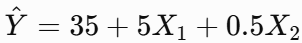 Ŷ = 35 + 5X₁ + 0.5X₂